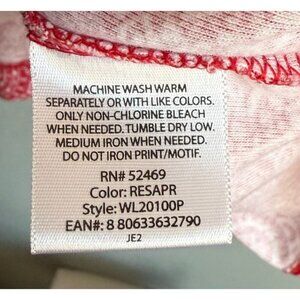 MACHINE WASH WARM
SEPARATELY OR WITH LIKE COLORS.
ONLY NON-CHLORINE BLEACH
WHEN NEEDED. TUMBLE DRY LOW.
MEDIUM IRON WHEN NEEDED.
DO NOT IRON PRINT/MOTIF.
RN# 52469
Color: RESAPR
Style: WL20100P
EAN#: 8 80633632790
JE2